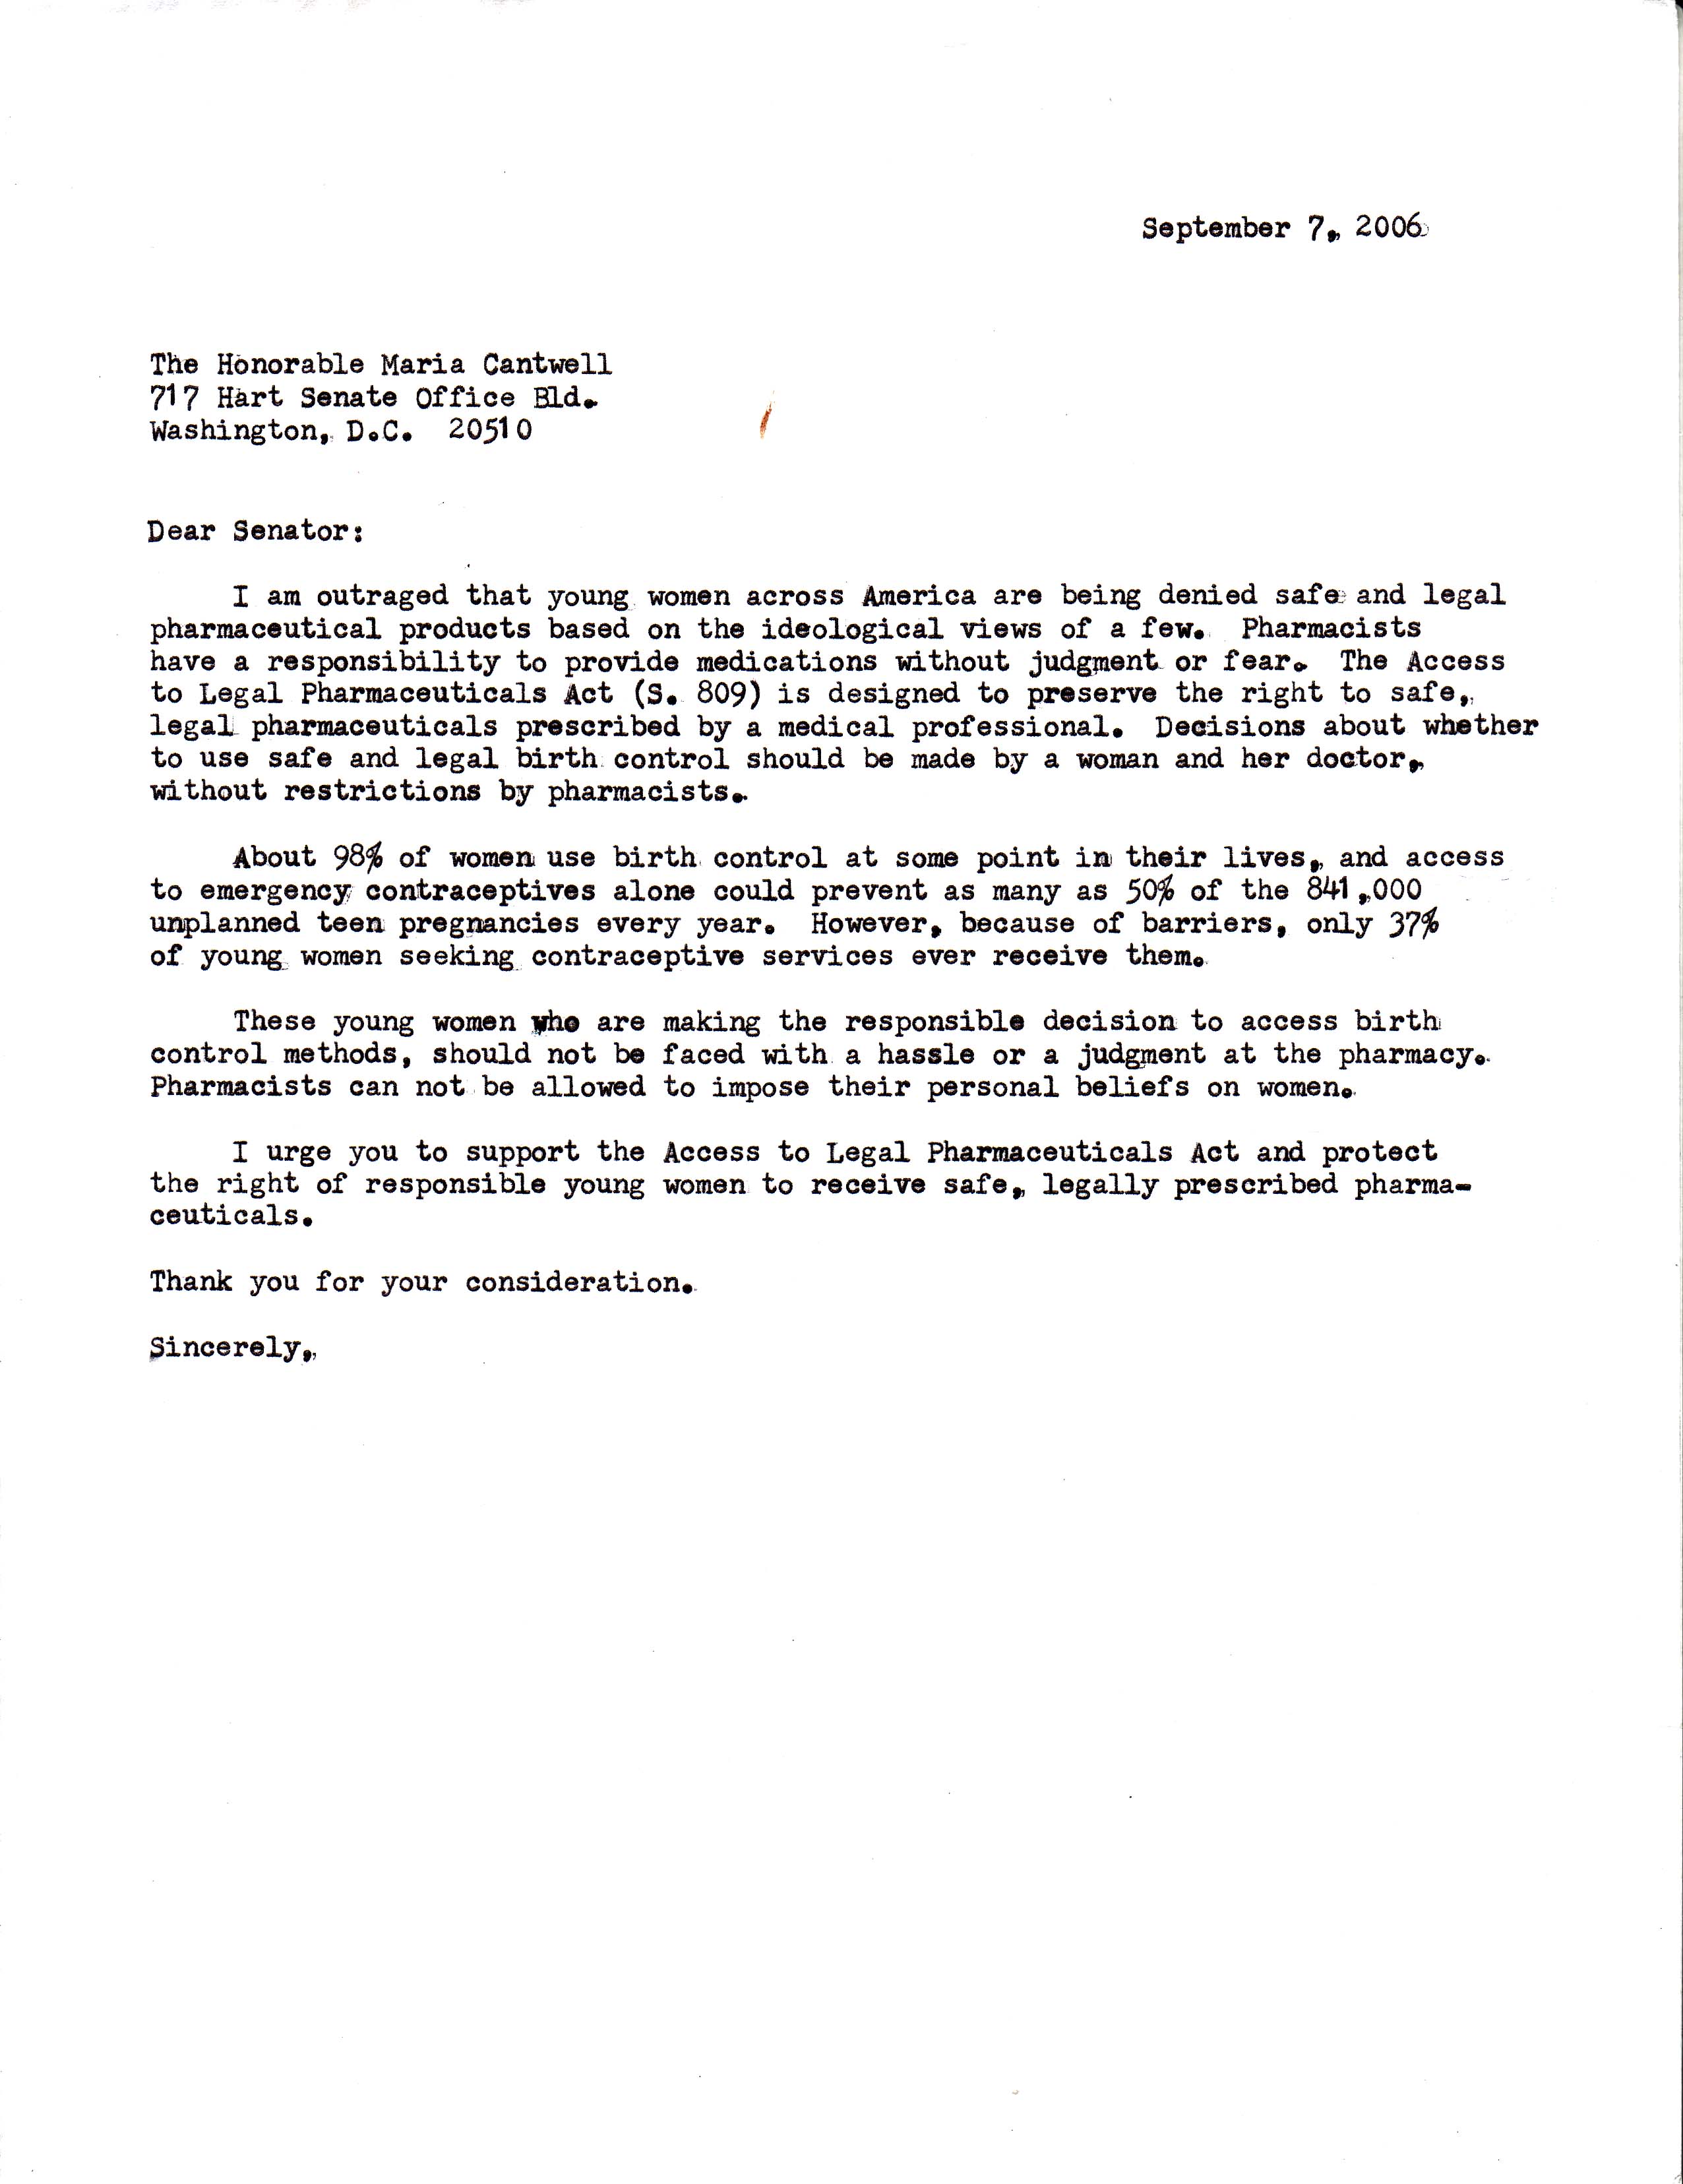 September 7, 2006
The Honorable Maria Cantwell
717 Hart Senate Office Bld.
Washington, D.C. 20510
Dear Senator:
I am outraged that young women across America are being denied safe and legal
pharmaceutical products based on the ideological views of a few. Pharmacists
have a responsibility to provide medications without judgment or fear. The Access
to Legal Pharmaceuticals Act (S. 809) is designed to preserve the right to safe,
legal pharmaceuticals prescribed by a medical professional. Decisions about whether
to use safe and legal birth control should be made by a woman and her doctor,
without restrictions by pharmacists.
About 98% of women use birth control at some point in their lives, and access
to emergency contraceptives alone could prevent as many as 50% of the 841,000
unplanned teen pregnancies every year. However, because of barriers, only 37%
of young women seeking contraceptive services ever receive them.
These young women who are making the responsible decision to access birth
control methods, should not be faced with a hassle or a judgment at the pharmacy.
Pharmacists can not be allowed to impose their personal beliefs on women.
I urge you to support the Access to Legal Pharmaceuticals Act and protect
the right of responsible young women to receive safe, legally prescribed pharma-
ceuticals.
Thank you for your consideration.
Sincerely,